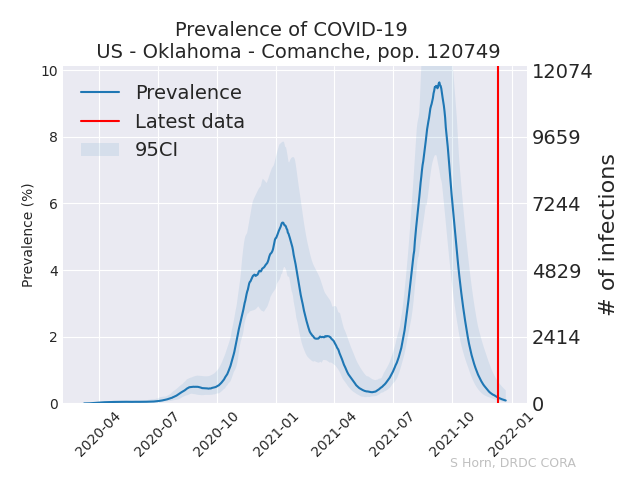 Prevalence of COVID-19
US - Oklahoma - Comanche, pop. 120749
Prevalence
Latest data
95CI
Prevalence (%)
10
8
6
4
2
0
12074
9659
7244
4829
2414
0
# of infections
2020-04
2020-07
2020-10
2021-01
2021-04
2021-07
2021-10
2022-01
S Horn, DRDC CORA